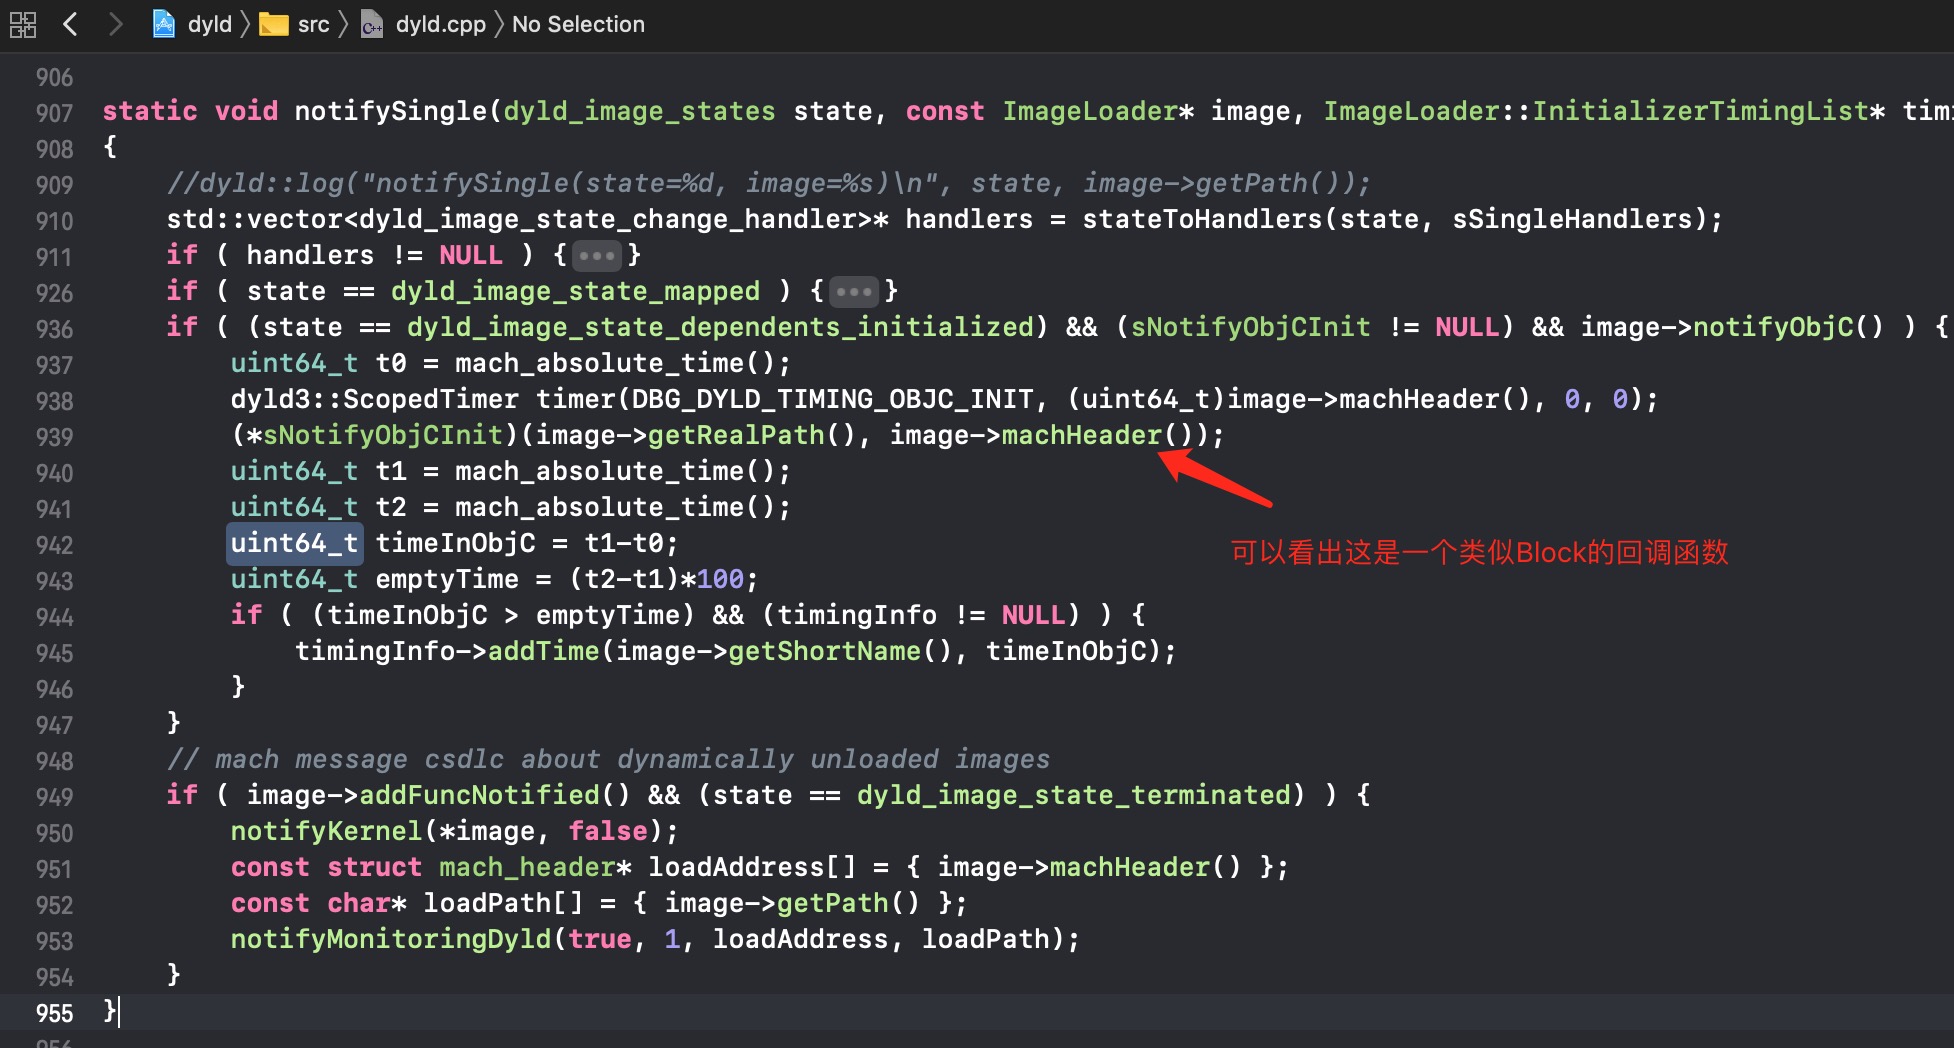 dyld 〉 src 〉 dyld.cpp 〉 No Selection
906
907 static void notifySingle(dyld_image_states state, const ImageLoader* image, ImageLoader::InitializerTimingList*
908 {
909     //dyld::log("notifySingle(state=%d, image=%s)\n", state, image->getPath());
910     std::vector<dyld_image_state_change_handler>* handlers = stateToHandlers(state, sSingleHandlers);
911     if ( handlers != NULL ) {•••}
926     if ( state == dyld_image_state_mapped ) {•••}
936     if ( (state == dyld_image_state_dependents_initialized) && (sNotifyObjCInit != NULL) && image->notifyObjC() ) {
937         uint64_t t0 = mach_absolute_time();
938         dyld3::ScopedTimer timer(DBG_DYLD_TIMING_OBJC_INIT, (uint64_t)image->machHeader(), 0, 0);
939         (*sNotifyObjCInit)(image->getRealPath(), image->machHeader());
940         uint64_t t1 = mach_absolute_time();
941         uint64_t t2 = mach_absolute_time();
942         uint64_t timeInObjC = t1-t0;
可以看出这是一个类似Block的回调函数
943         uint64_t emptyTime = (t2-t1)*100;
944         if ( (timeInObjC > emptyTime) && (timingInfo != NULL) ) {
945             timingInfo->addTime(image->getShortName(), timeInObjC);
946         }
947     }
948     // mach message csdlc about dynamically unloaded images
949     if ( image->addFuncNotified() && (state == dyld_image_state_terminated) ) {
950         notifyKernel(*image, false);
951         const struct mach_header* loadAddress[] = { image->machHeader() };
952         const char* loadPath[] = { image->getPath() };
953         notifyMonitoringDyld(true, 1, loadAddress, loadPath);
954     }
955 }